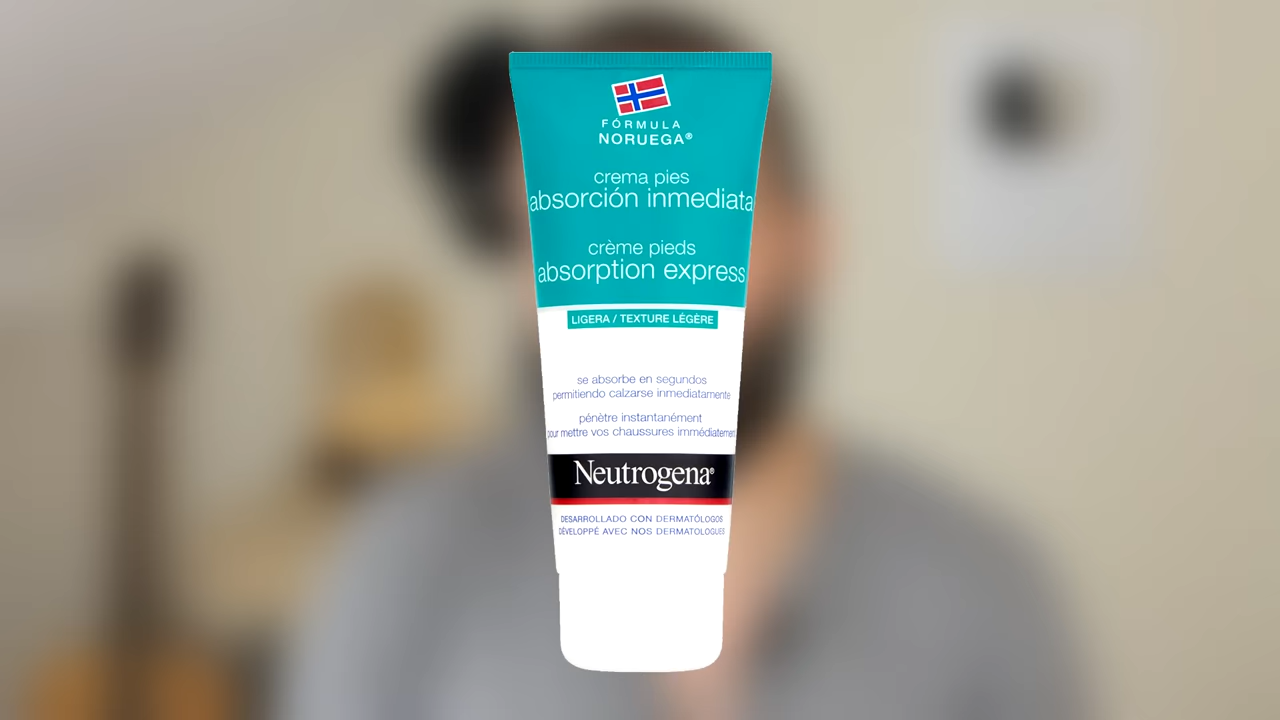 FÓRMULA
NORUEGA®
crema pies
absorción inmediata
crème pieds
absorption express
LIGERA / TEXTURE LÉGÈRE
se absorbe en segundos
permitiendo calzarse inmediatamente
pénètre instantanément
pour mettre vos chaussures immédiatement
Neutrogena®
DESARROLLADO CON DERMATÓLOGOS
DÉVELOPPÉ AVEC NOS DERMATOLOGUES